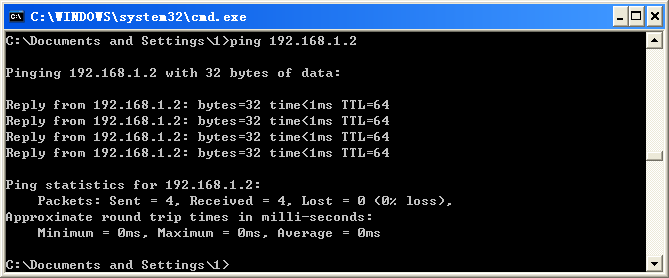 C:\WINDOWS\system32\cmd.exe
C:\Documents and Settings\1>ping 192.168.1.2
Pinging 192.168.1.2 with 32 bytes of data:
Reply from 192.168.1.2: bytes=32 time<1ms TTL=64
Reply from 192.168.1.2: bytes=32 time<1ms TTL=64
Reply from 192.168.1.2: bytes=32 time<1ms TTL=64
Reply from 192.168.1.2: bytes=32 time<1ms TTL=64
Ping statistics for 192.168.1.2:
    Packets: Sent = 4, Received = 4, Lost = 0 (0% loss),
Approximate round trip times in milli-seconds:
    Minimum = 0ms, Maximum = 0ms, Average = 0ms
C:\Documents and Settings\1>